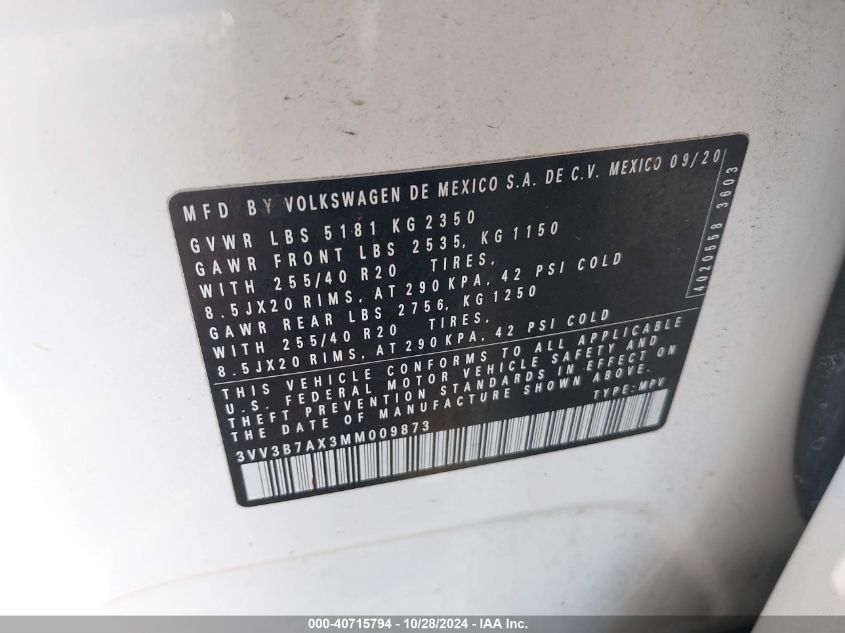 MFD BY VOLKSWAGEN DE MEXICO S.A. DE C.V. MEXICO 09/20
GVWR LBS 5181 KG 2350
GAWR FRONT LBS 2535, KG 1150
WITH 255/40 R20 TIRES,
8.5JX20 RIMS, AT 290 KPA, 42 PSI COLD
GAWR REAR LBS 2756, KG 1250
WITH 255/40 R20 TIRES,
8.5JX20 RIMS, AT 290 KPA, 42 PSI COLD
THIS VEHICLE CONFORMS TO ALL APPLICABLE
U.S. FEDERAL MOTOR VEHICLE SAFETY AND
THEFT PREVENTION STANDARDS IN EFFECT ON
THE DATE OF MANUFACTURE SHOWN ABOVE.
3VV3B7AX3MM009873 TYPE: MPV
4020558 3603
000-40715794 - 10/28/2024 - IAA Inc.